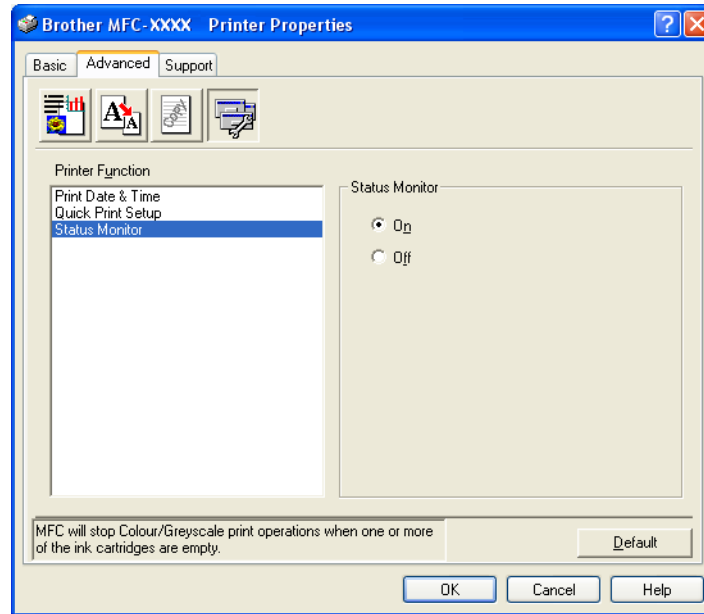 Brother MFC-XXXX Printer Properties
Basic Advanced Support
Printer Function
Print Date & Time
Quick Print Setup
Status Monitor
Status Monitor
On
Off
MFC will stop Colour/Greyscale print operations when one or more
of the ink cartridges are empty.
Default
OK Cancel Help